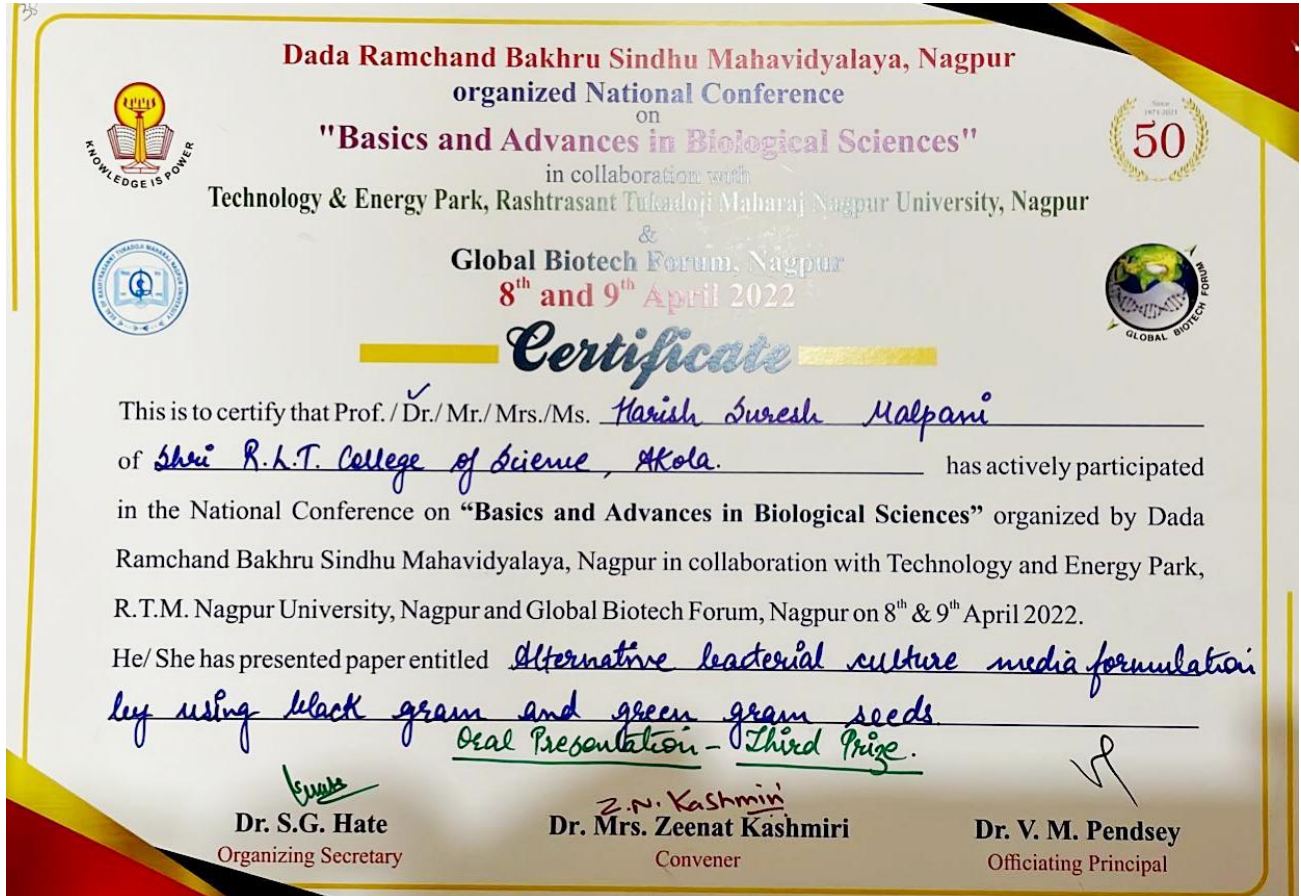 38
Dada Ramchand Bakhru Sindhu Mahavidyalaya, Nagpur
organized National Conference
on
"Basics and Advances in Biological Sciences"
in collaboration with
Technology & Energy Park, Rashtrasant Tukadoji Maharaj Nagpur University, Nagpur
&
Global Biotech Forum, Nagpur
8th and 9th April 2022
KNOWLEDGE IS POWER
Since
1971-2021
50
GLOBAL BIOTECH FORUM
Certificate
This is to certify that Prof. / Dr./ Mr./ Mrs./Ms. Harish Suresh Malpani
of Shri R.L.T. College of Science, Akola. has actively participated
in the National Conference on “Basics and Advances in Biological Sciences” organized by Dada
Ramchand Bakhru Sindhu Mahavidyalaya, Nagpur in collaboration with Technology and Energy Park,
R.T.M. Nagpur University, Nagpur and Global Biotech Forum, Nagpur on 8th & 9th April 2022.
He/ She has presented paper entitled Alternative bacterial culture media formulation
by using black gram and green gram seeds
Oral Presentation - Third Prize.
Z.N. Kashmiri
Dr. S.G. Hate
Dr. Mrs. Zeenat Kashmiri
Dr. V. M. Pendsey
Organizing Secretary
Convener
Officiating Principal